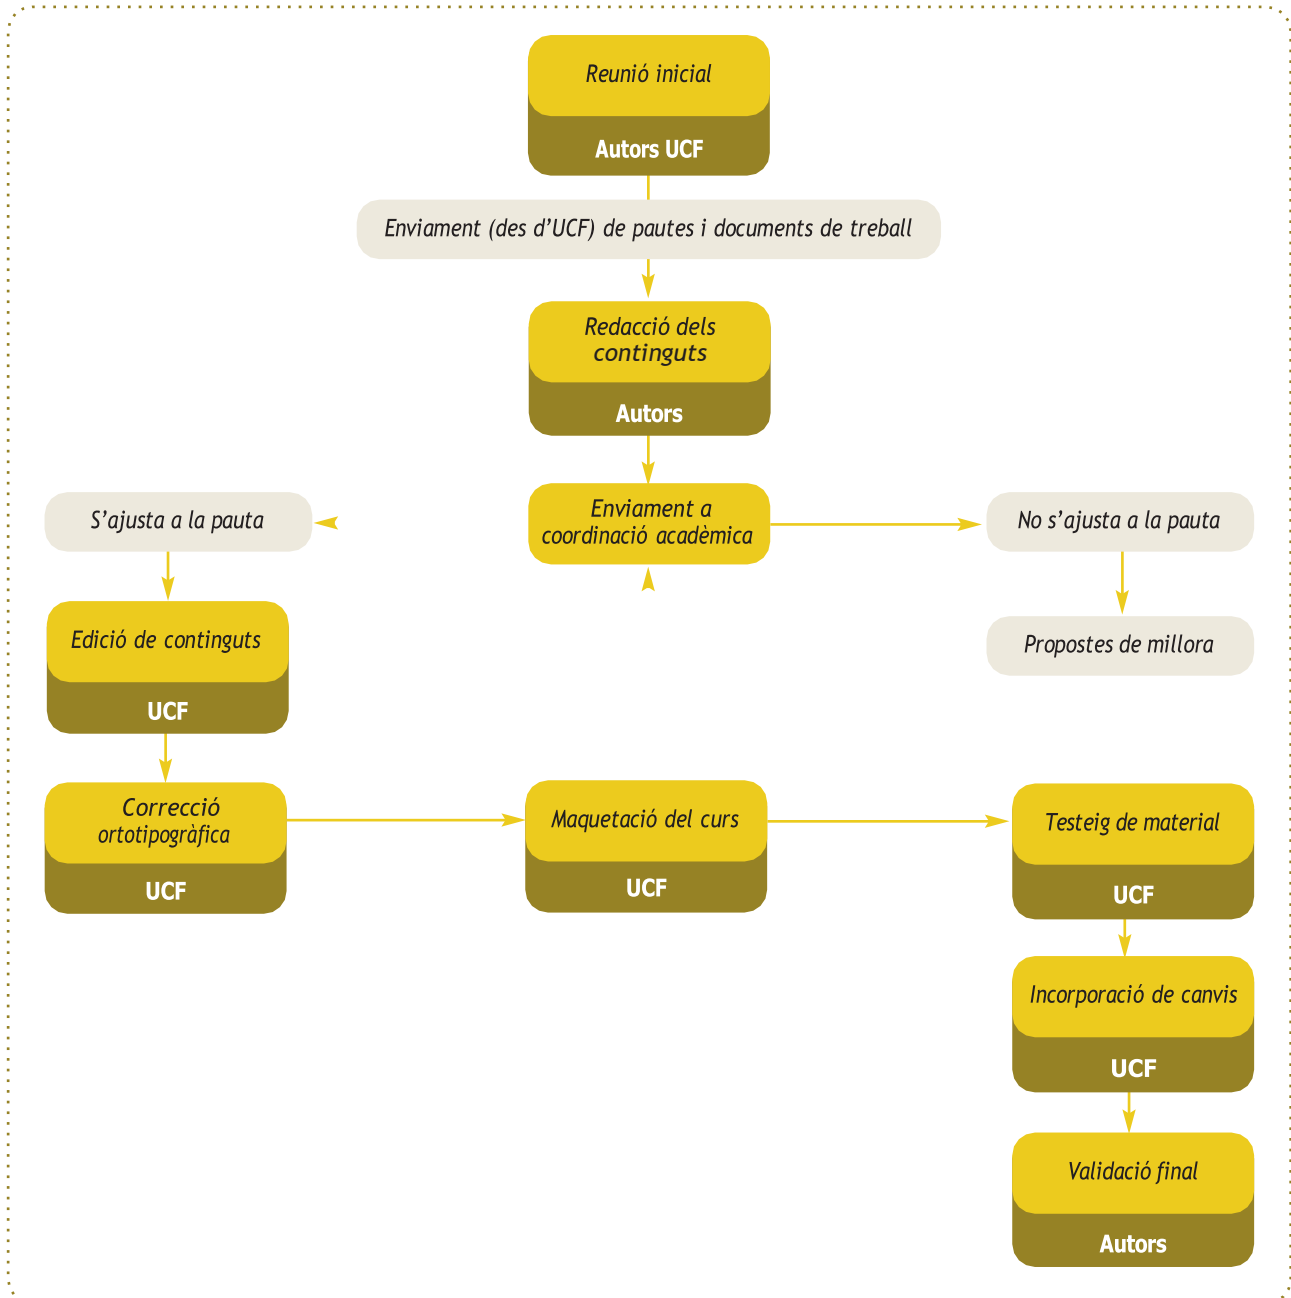 Reunió inicial
Autors UCF
Enviament (des d’UCF) de pautes i documents de treball
Redacció dels
continguts
Autors
Enviament a
coordinació acadèmica
S’ajusta a la pauta
No s’ajusta a la pauta
Propostes de millora
Edició de continguts
UCF
Correcció
ortotipogràfica
UCF
Maquetació del curs
UCF
Testeig de material
UCF
Incorporació de canvis
UCF
Validació final
Autors